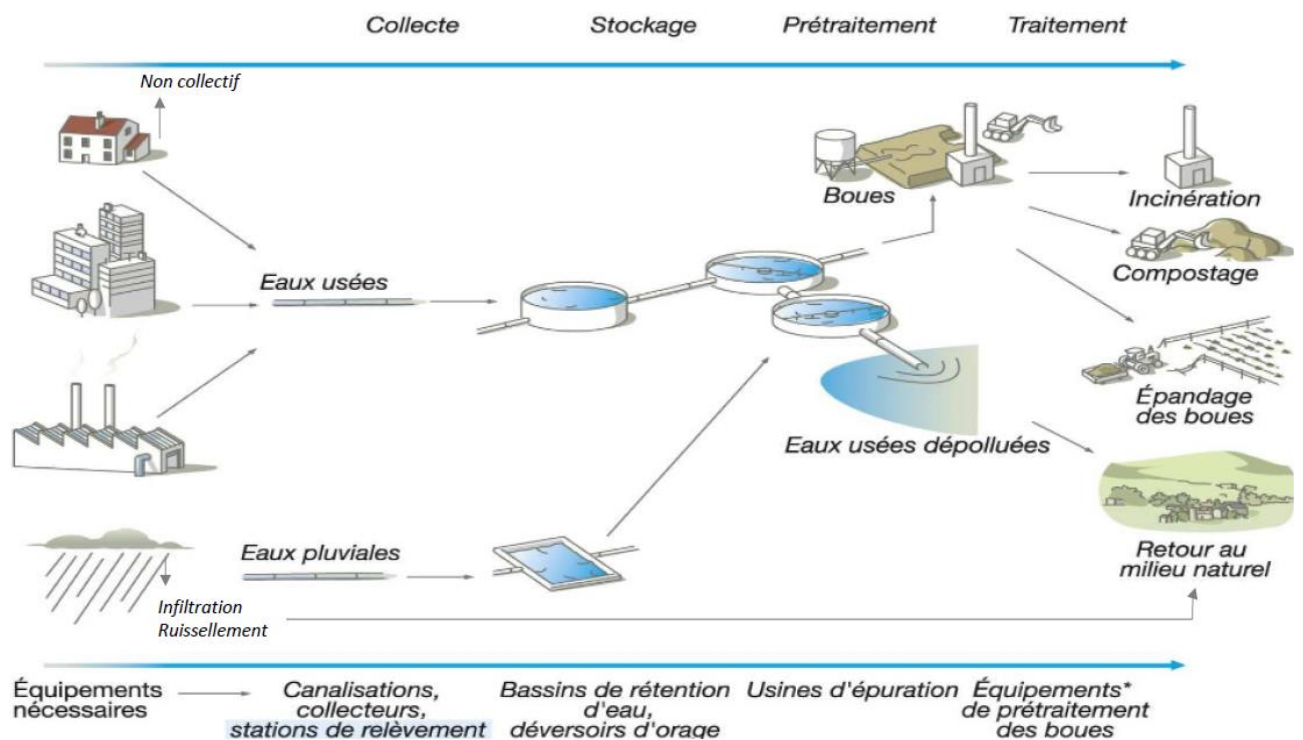 Collecte Stockage Prétraitement Traitement
Non collectif
Boues
Incinération
Compostage
Eaux usées
Épandage
des boues
Eaux usées dépolluées
Eaux pluviales
Retour au
milieu naturel
Infiltration
Ruissellement
Équipements
nécessaires
Canalisations,
collecteurs,
stations de relèvement
Bassins de rétention
d'eau,
déversoirs d'orage
Usines d'épuration
Équipements*
de prétraitement
des boues